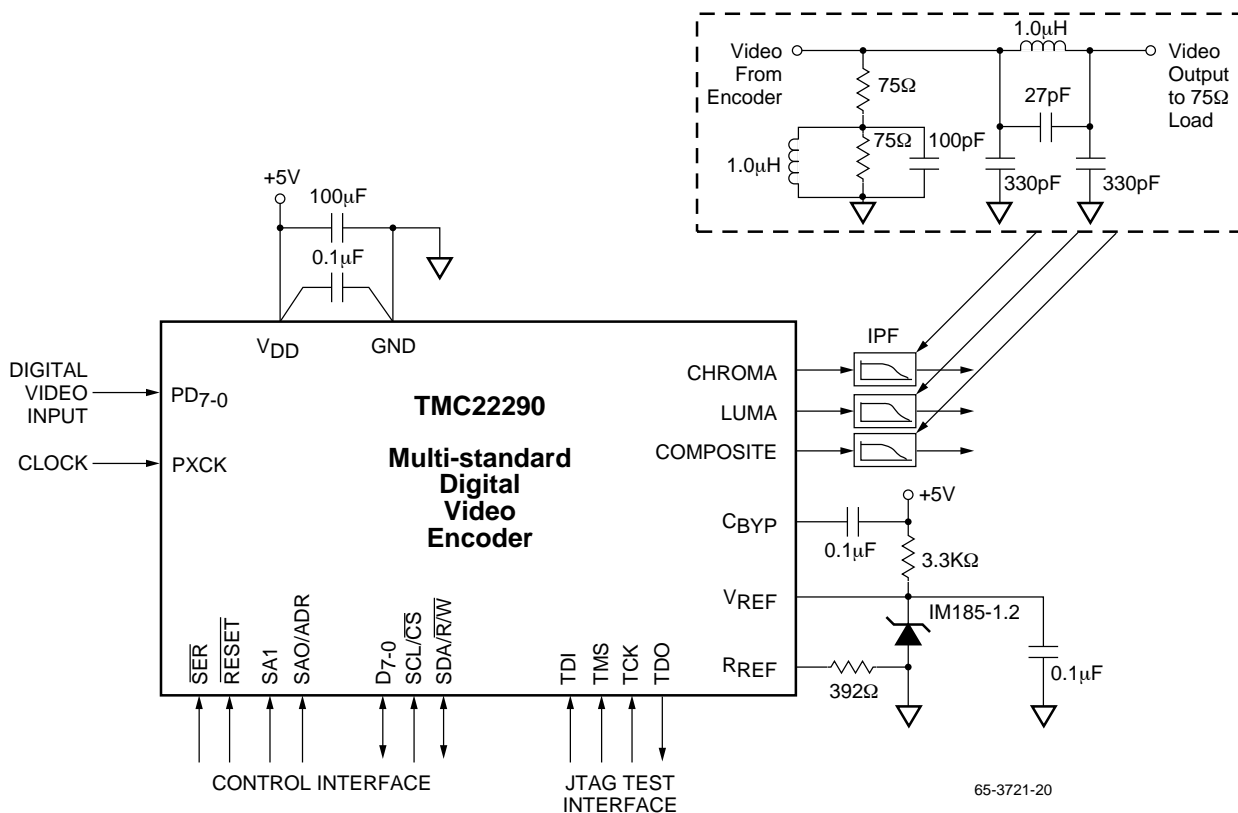 Video
From
Encoder
75Ω
75Ω
1.0µH
100pF
1.0µH
27pF
330pF
330pF
Video
Output
to 75Ω
Load
+5V
100µF
0.1µF
VDD
GND
DIGITAL
VIDEO
INPUT
PD7-0
CLOCK
PXCK
TMC22290
Multi-standard
Digital
Video
Encoder
CHROMA
LUMA
COMPOSITE
IPF
CBYP
0.1µF
+5V
3.3KΩ
VREF
IM185-1.2
RREF
392Ω
0.1µF
SER
RESET
SA1
SAO/ADR
D7-0
SCL/CS
SDA/R/W
TDI
TMS
TCK
TDO
CONTROL INTERFACE
JTAG TEST
INTERFACE
65-3721-20